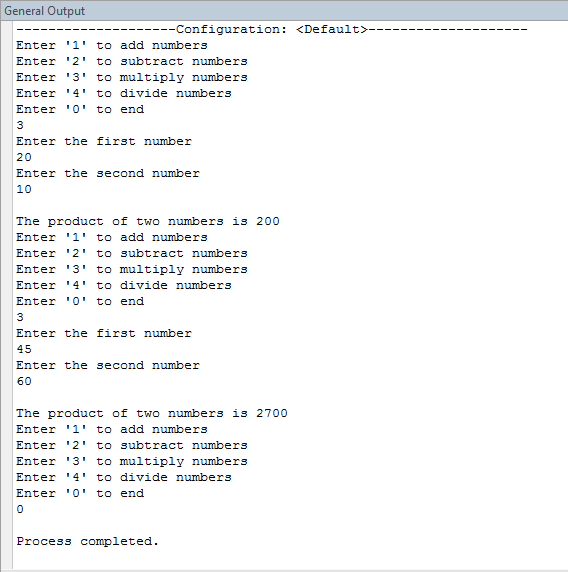 General Output
--------------------Configuration: <Default>--------------------
Enter '1' to add numbers
Enter '2' to subtract numbers
Enter '3' to multiply numbers
Enter '4' to divide numbers
Enter '0' to end
3
Enter the first number
20
Enter the second number
10
The product of two numbers is 200
Enter '1' to add numbers
Enter '2' to subtract numbers
Enter '3' to multiply numbers
Enter '4' to divide numbers
Enter '0' to end
3
Enter the first number
45
Enter the second number
60
The product of two numbers is 2700
Enter '1' to add numbers
Enter '2' to subtract numbers
Enter '3' to multiply numbers
Enter '4' to divide numbers
Enter '0' to end
0
Process completed.